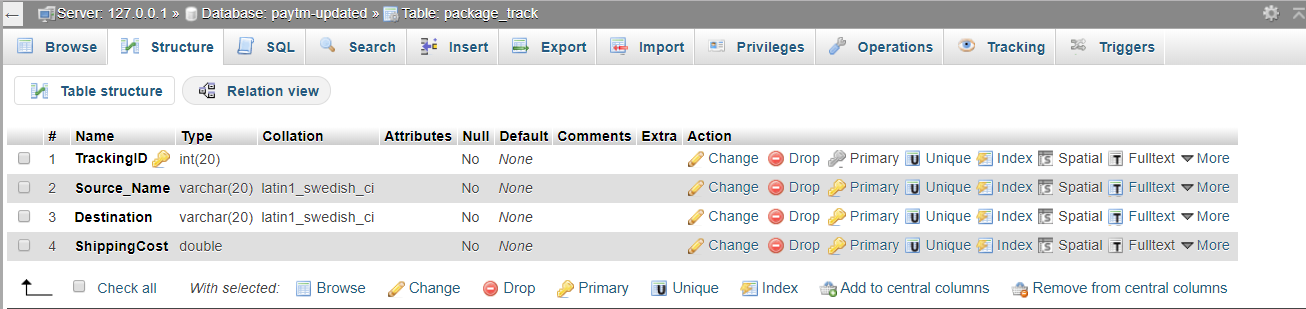 Server: 127.0.0.1 » Database: paytm-updated » Table: package_track
Browse Structure SQL Search Insert Export Import Privileges Operations Tracking Triggers
Table structure Relation view
# Name Type Collation Attributes Null Default Comments Extra Action
1 TrackingID int(20) No None Change Drop Primary Unique Index Spatial Fulltext More
2 Source_Name varchar(20) latin1_swedish_ci No None Change Drop Primary Unique Index Spatial Fulltext More
3 Destination varchar(20) latin1_swedish_ci No None Change Drop Primary Unique Index Spatial Fulltext More
4 ShippingCost double No None Change Drop Primary Unique Index Spatial Fulltext More
Check all With selected: Browse Change Drop Primary Unique Index Add to central columns Remove from central columns